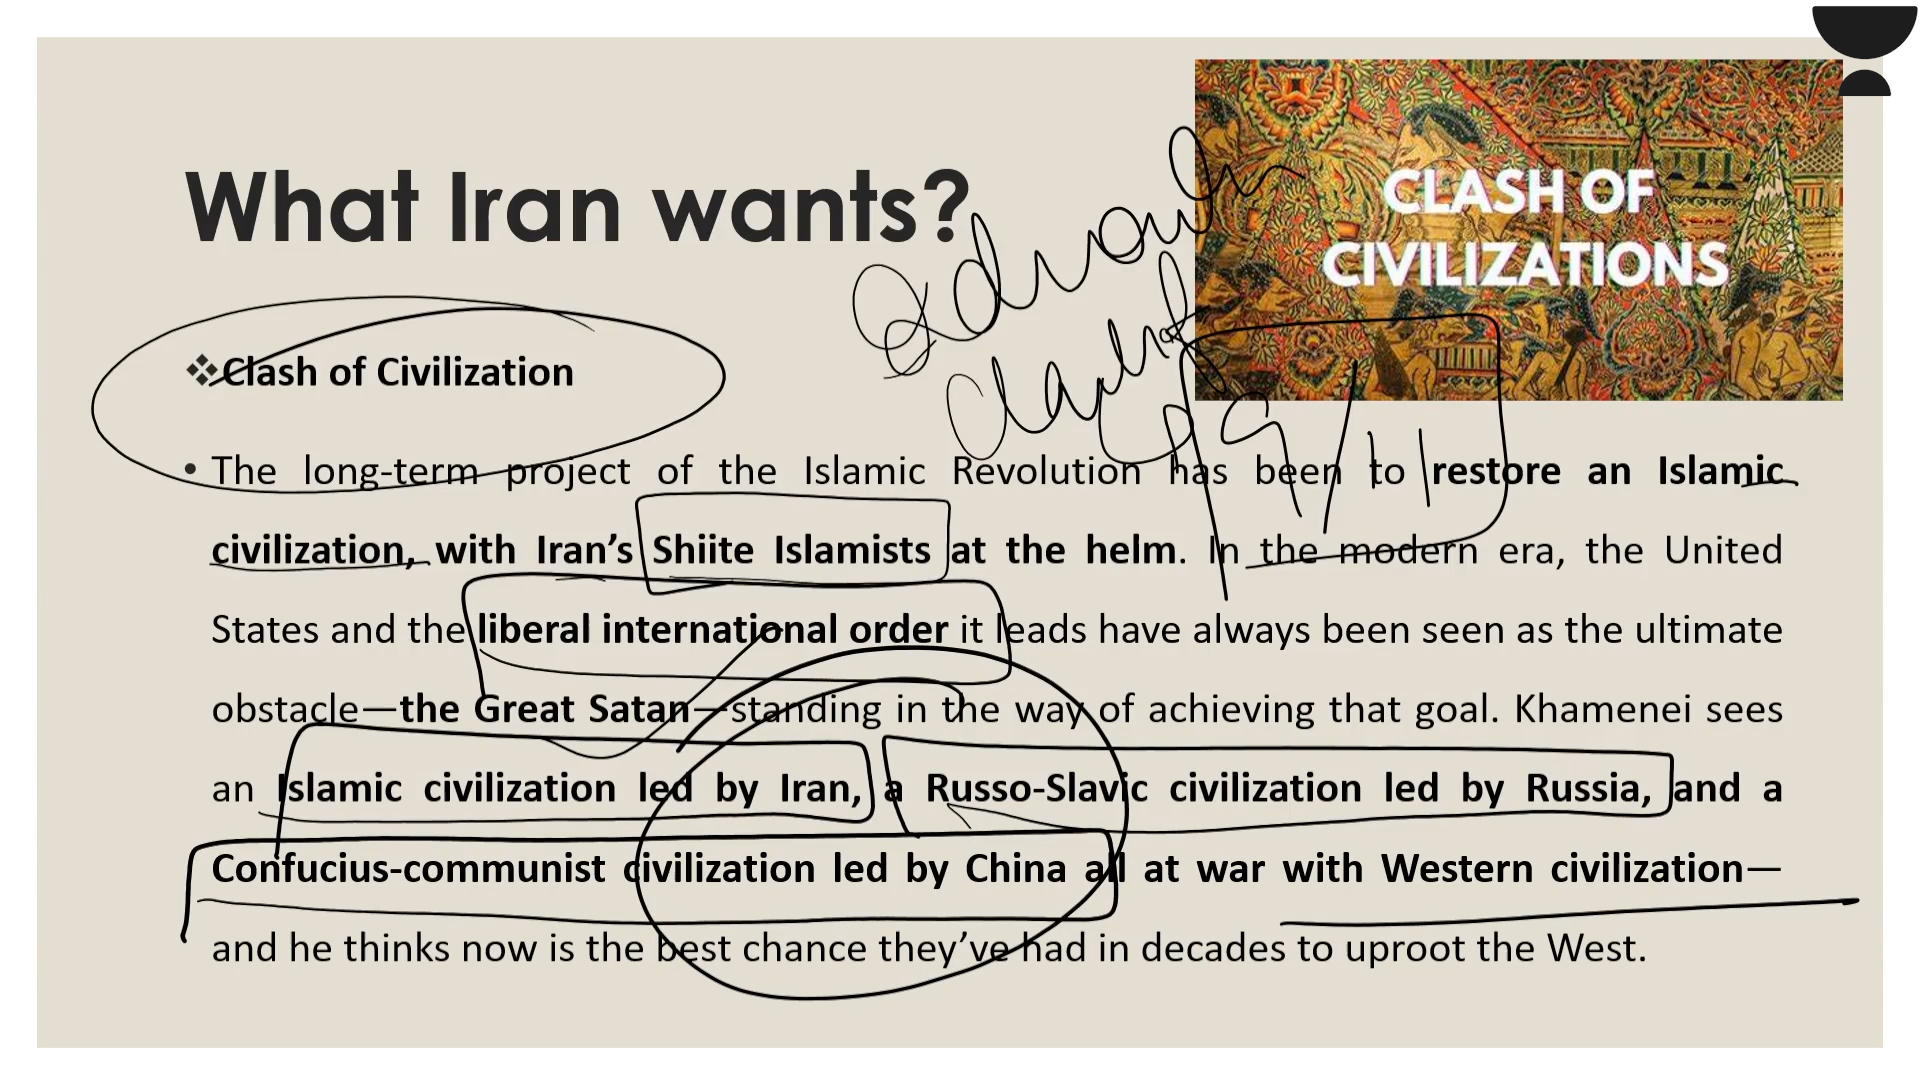 CLASH OF
CIVILIZATIONS
What Iran wants?
❖Clash of Civilization
• The long-term project of the Islamic Revolution has been to restore an Islamic
civilization, with Iran’s Shiite Islamists at the helm. In the modern era, the United
States and the liberal international order it leads have always been seen as the ultimate
obstacle—the Great Satan—standing in the way of achieving that goal. Khamenei sees
an Islamic civilization led by Iran, a Russo-Slavic civilization led by Russia, and a
Confucius-communist civilization led by China all at war with Western civilization—
and he thinks now is the best chance they’ve had in decades to uproot the West.
9/11